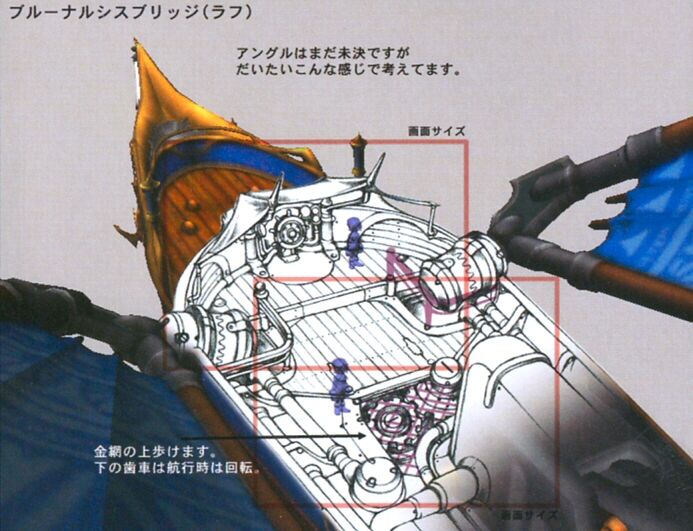 ブルーナルシスブリッジ(ラフ)
アングルはまだ未決ですが
だいたいこんな感じで考えてます。
画面サイズ
金網の上歩けます。
下の歯車は航行時は回転。
画面サイズ